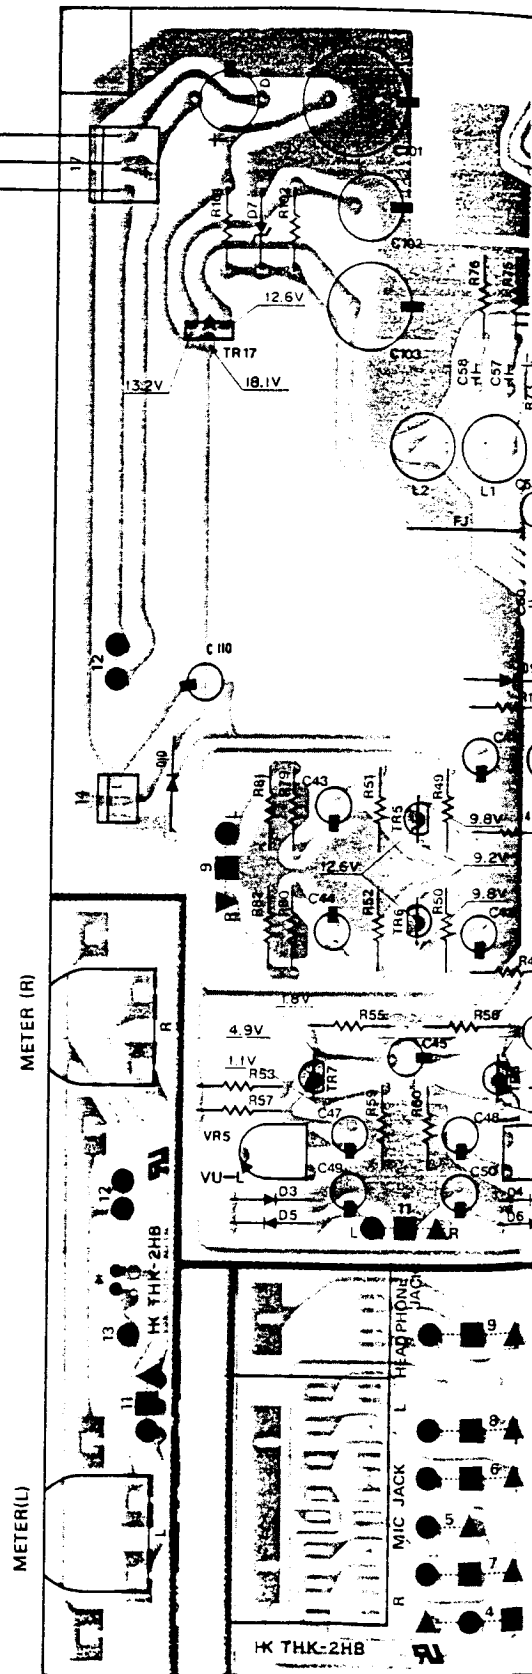 D
17
C101
R101
D7
R102
C102
12.6V
C103
TR17
13.2V
18.1V
R76
R75
C58
C57
L2
L1
FJ
C60
12
C110
14
D10
R81
R79
C43
R51
TR5
R49
9.8V
9
12.6V
9.2V
R83
R80
C44
R52
TR6
R50
9.8V
1.8V
METER (R)
R
4.9V
R55
R56
1.1V
C45
R53
TR7
R57
C47
R59
R60
C48
VR5
VU-L
C49
C50
D3
D4
D5
D6
L
11
R
12
HK THK-2HB
13
11
METER(L)
L
HEADPHONE
JACK
9
L
8
MIC JACK
6
5
R
7
4
HK THK-2HB